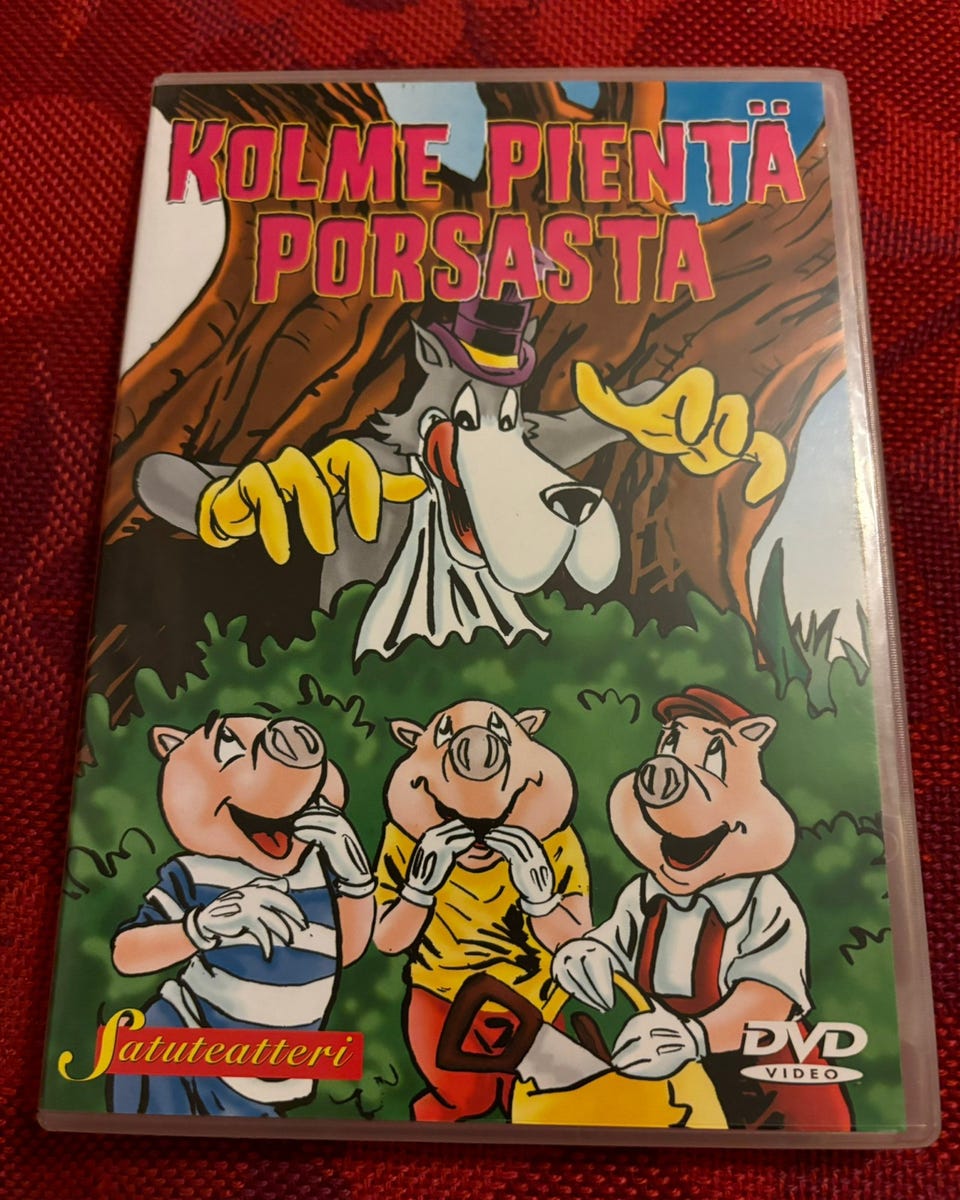 KOLME PIENTÄ
PORSASTA
Satuteatteri
DVD
VIDEO